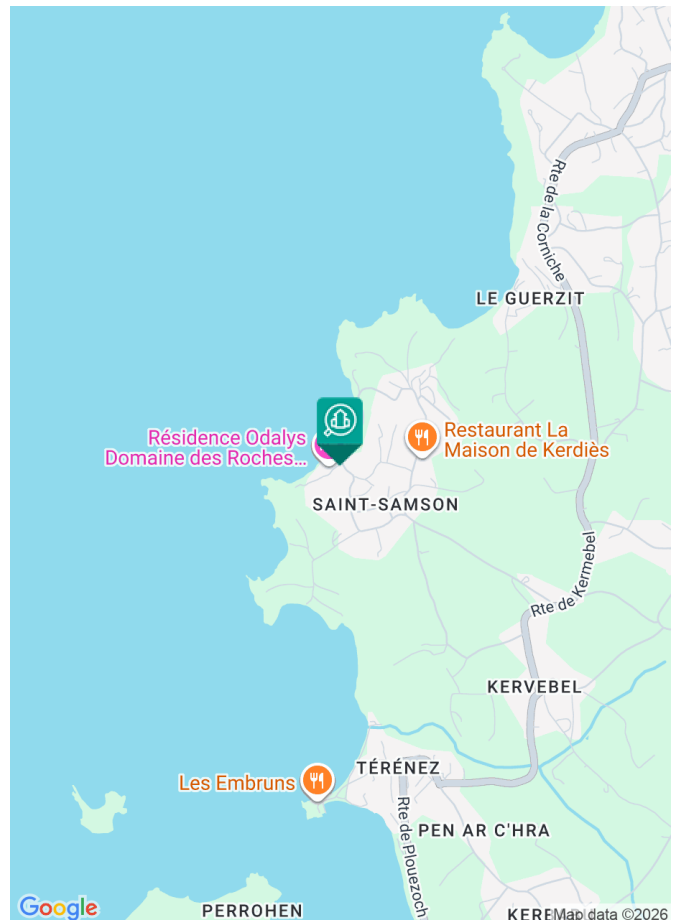 Rte de la Corniche
LE GUERZIT
Résidence Odalys
Domaine des Roches...
Restaurant La
Maison de Kerdiès
SAINT-SAMSON
Rte de Kermebel
KERVEBEL
TÉRÉNEZ
Les Embruns
Rte de Plouezoch
PEN AR C'HRA
PERROHEN
Google
Map data ©2026